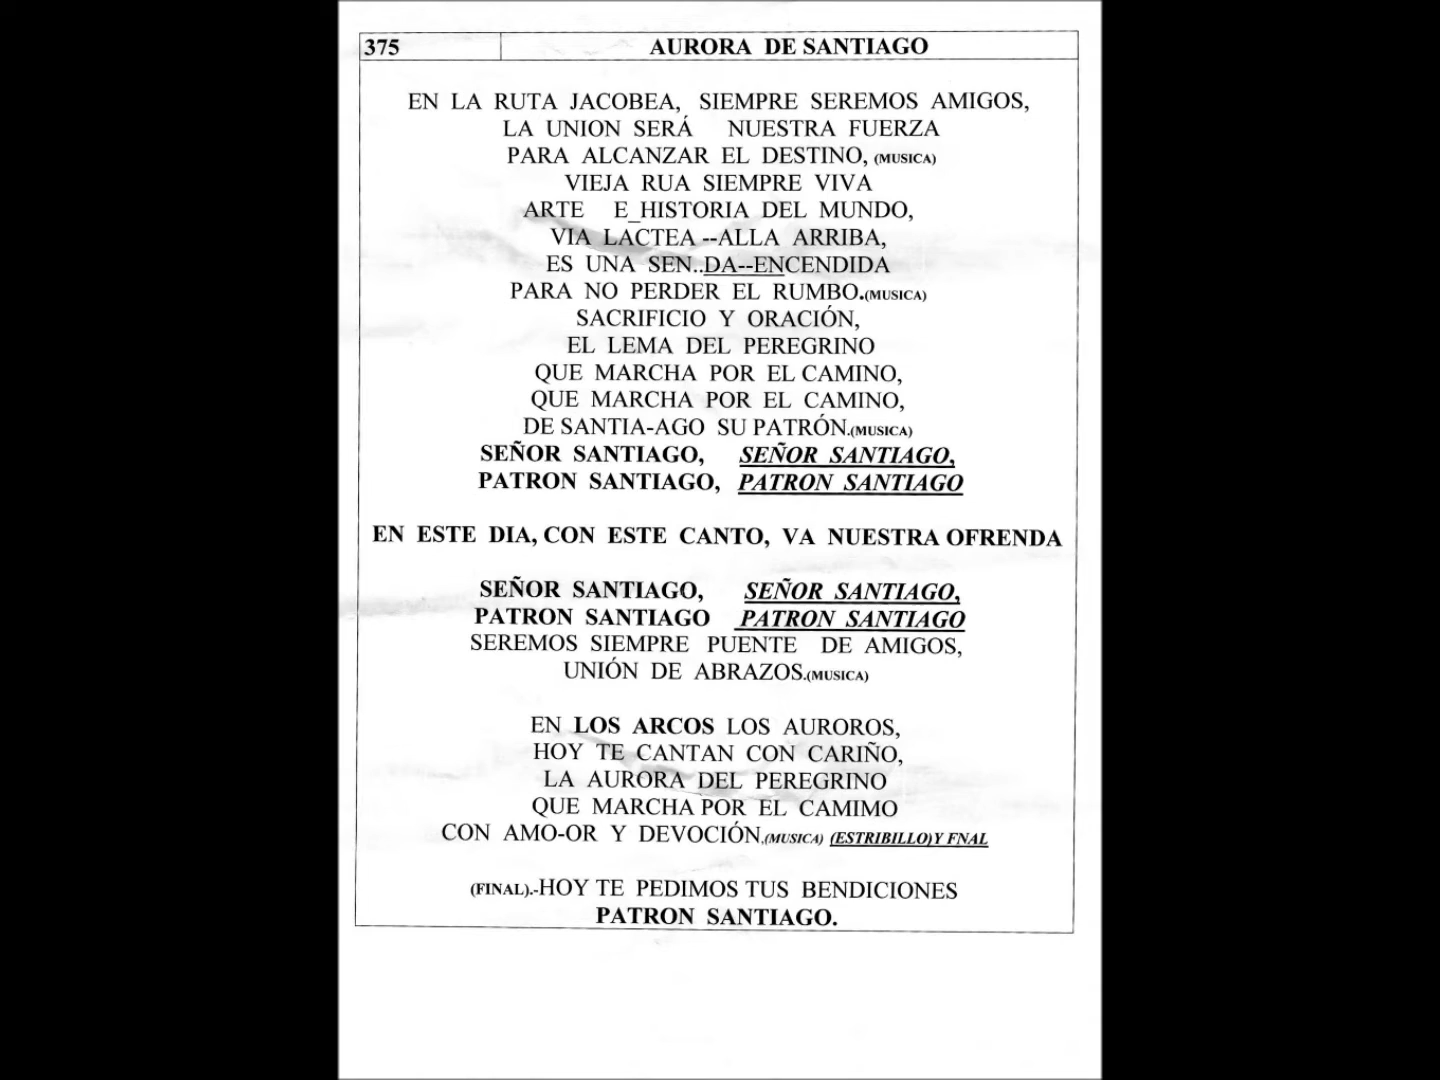 375 AURORA DE SANTIAGO
EN LA RUTA JACOBEA, SIEMPRE SEREMOS AMIGOS,
LA UNION SERÁ NUESTRA FUERZA
PARA ALCANZAR EL DESTINO, (MUSICA)
VIEJA RUA SIEMPRE VIVA
ARTE E_HISTORIA DEL MUNDO,
VIA LACTEA --ALLA ARRIBA,
ES UNA SEN..DA--ENCENDIDA
PARA NO PERDER EL RUMBO.(MUSICA)
SACRIFICIO Y ORACIÓN,
EL LEMA DEL PEREGRINO
QUE MARCHA POR EL CAMINO,
QUE MARCHA POR EL CAMINO,
DE SANTIA-AGO SU PATRÓN.(MUSICA)
SEÑOR SANTIAGO, SEÑOR SANTIAGO,
PATRON SANTIAGO, PATRON SANTIAGO
EN ESTE DIA, CON ESTE CANTO, VA NUESTRA OFRENDA
SEÑOR SANTIAGO, SEÑOR SANTIAGO,
PATRON SANTIAGO PATRON SANTIAGO
SEREMOS SIEMPRE PUENTE DE AMIGOS,
UNIÓN DE ABRAZOS.(MUSICA)
EN LOS ARCOS LOS AUROROS,
HOY TE CANTAN CON CARIÑO,
LA AURORA DEL PEREGRINO
QUE MARCHA POR EL CAMIMO
CON AMO-OR Y DEVOCIÓN,(MUSICA) (ESTRIBILLO)Y FNAL
(FINAL).-HOY TE PEDIMOS TUS BENDICIONES
PATRON SANTIAGO.